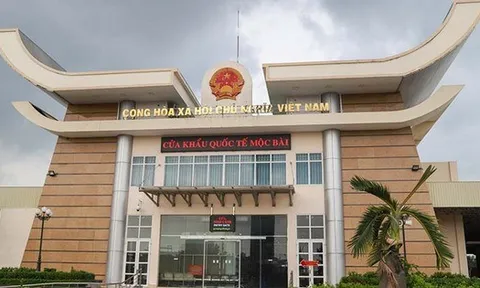 CỘNG HÒA XÃ HỘI CHỦ NGHĨA VIỆT NAM
CỬA KHẨU QUỐC TẾ MỘC BÀI